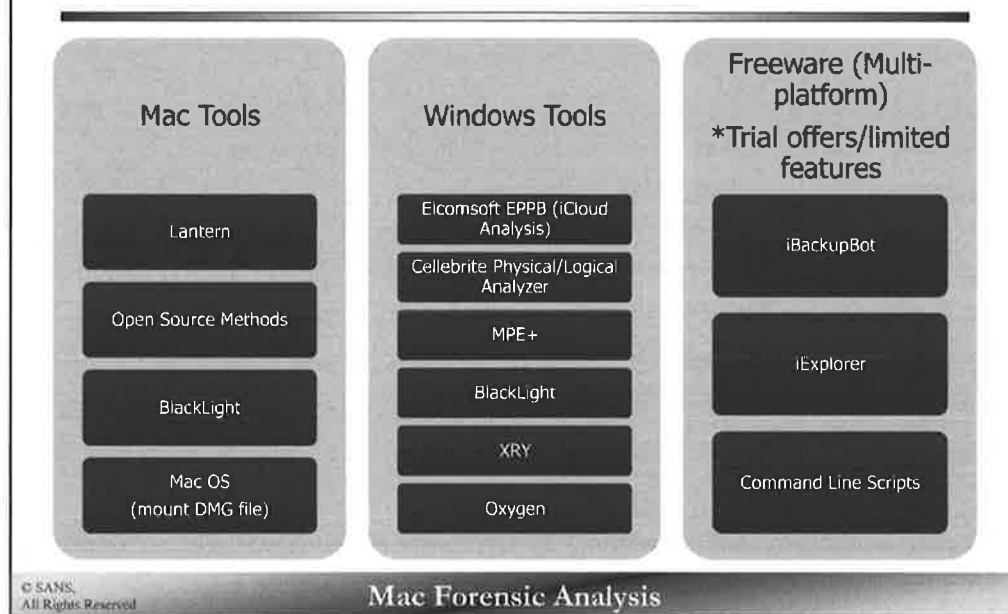 Mac Tools
Lantern
Open Source Methods
BlackLight
Mac OS
(mount DMG file)
Windows Tools
Elcomsoft EPPB (iCloud
Analysis)
Cellebrite Physical/Logical
Analyzer
MPE+
BlackLight
XRY
Oxygen
Freeware (Multi-
platform)
*Trial offers/limited
features
iBackupBot
iExplorer
Command Line Scripts
© SANS,
All Rights Reserved
Mac Forensic Analysis